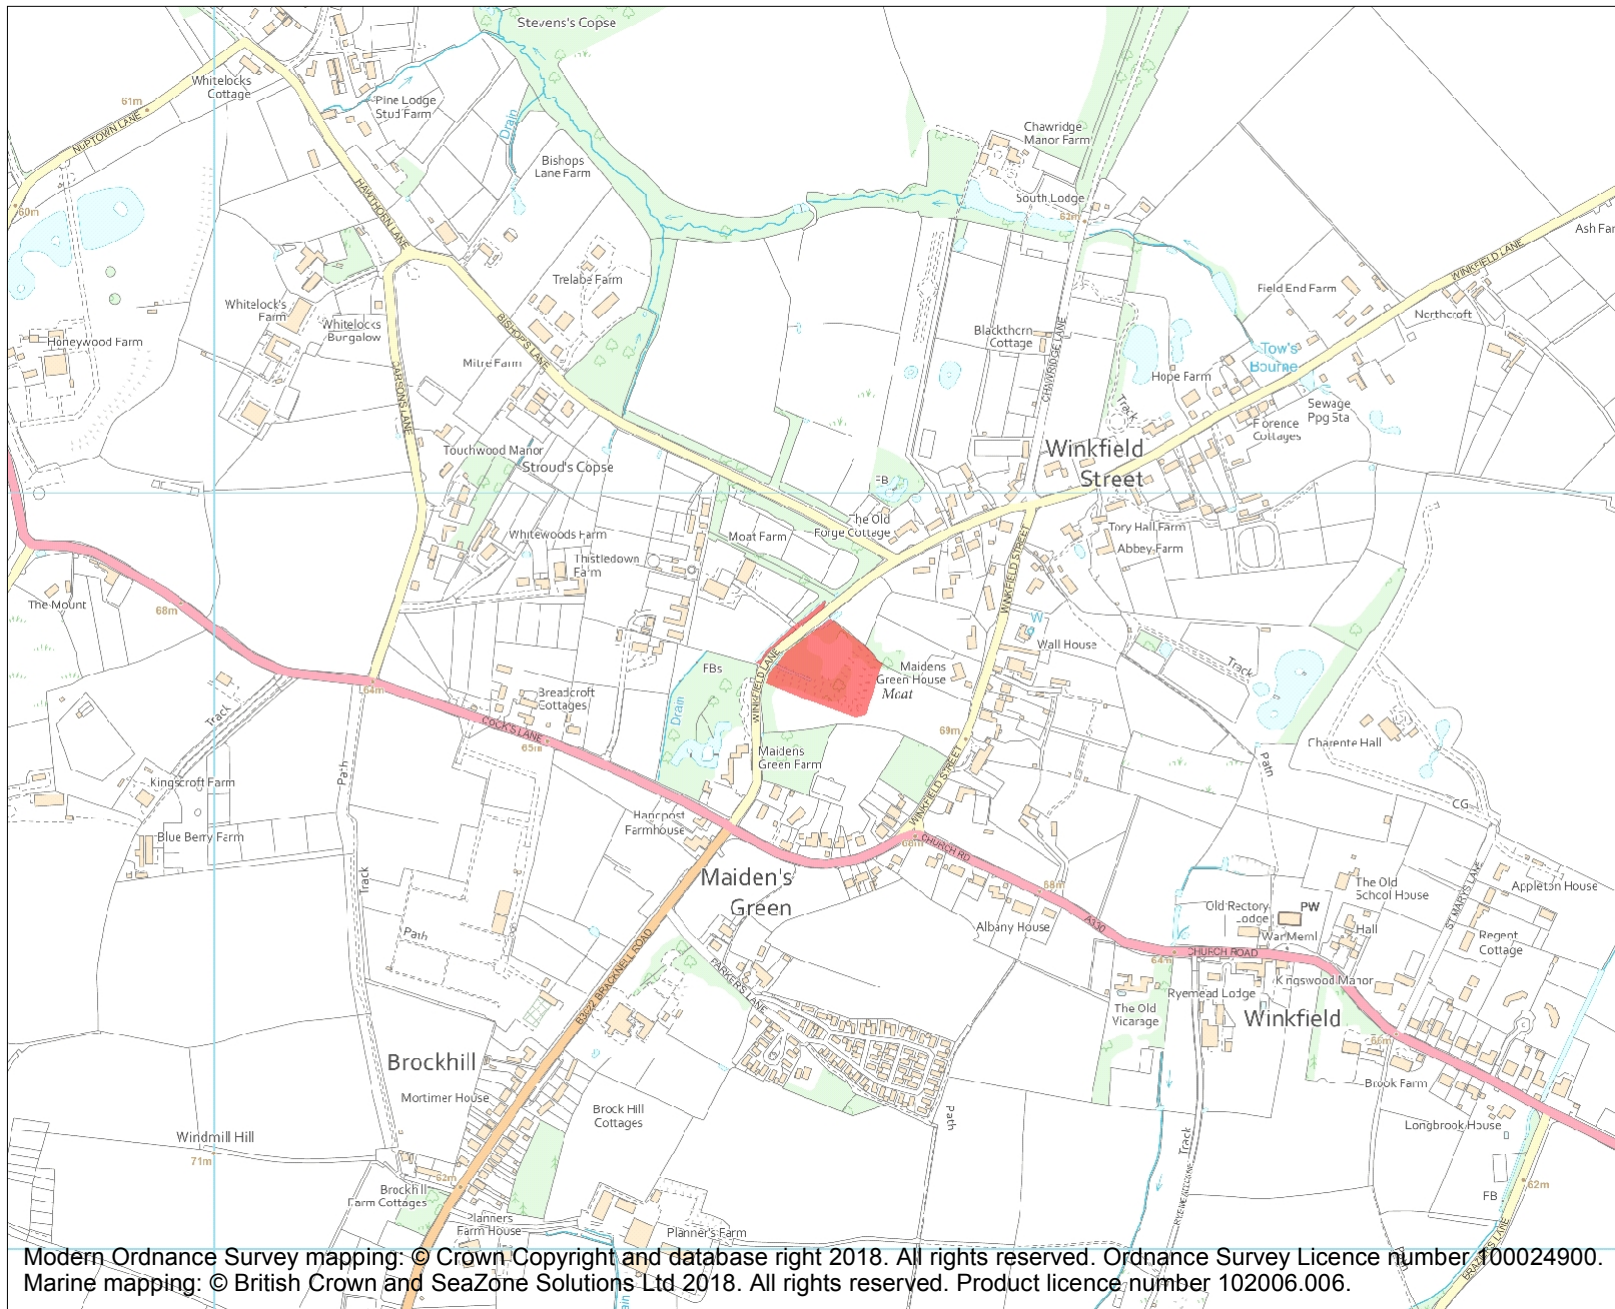 Stevens's Copse
Whitelocks
Cottage
61m
Pine Lodge
Stud Farm
NUPTOWN LANE
Drain
Chawridge
Manor Farm
Bishops
Lane Farm
HAWTHORN LANE
60m
South Lodge
62m
Ash Far
WINKFIELD LANE
Trelabe Farm
Field End Farm
Whitelock's
Farm
Northcroft
Whitelocks
Bungalow
BISHOP'S LANE
Blackthorn
Cottage
CHAWRIDGE LANE
Honeywood Farm
Tow's
Bourne
Mitre Farm
Hope Farm
CARSONS LANE
Track
Sewage
Ppg Sta
Florence
Cottages
Touchwood Manor
Stroud's Copse
Winkfield
Street
FB
The Old
Forge Cottage
Whitewoods Farm
Moat Farm
Tory Hall Farm
Abbey Farm
Thistledown
Farm
WINKFIELD STREET
The Mount
68m
W
Wall House
FBs
WINKFIELD LANE
Maidens
Green House
Moat
Track
64m
Breadcroft
Cottages
Drain
Track
COCK'S LANE
65m
69m
Charente Hall
Maidens
Green Farm
Path
Path
Kingscroft Farm
WINKFIELD STREET
CG
Hancpost
Farmhouse
Blue Berry Farm
68m
CHURCH RD
Maiden's
Green
Track
68m
The Old
School House
ST MARYS LANE
Appleton House
Old Rectory
Lodge
PW
A330
Albany House
Hall
War Meml
Regent
Cottage
Path
B3022 BRACKNELL ROAD
PARKERS LANE
64m
CHURCH ROAD
Kingswood Manor
Ryemead Lodge
The Old
Vicarage
Winkfield
66m
Brockhill
Mortimer House
Brook Farm
Brock Hill
Cottages
Path
Longbrook House
Windmill Hill
71m
Track
62m
Brockhill
Farm Cottages
RYEMEAD LANE
FB
62m
Planners
Farm House
Planner's Farm
BRAZIERS LANE
Modern Ordnance Survey mapping: © Crown Copyright and database right 2018. All rights reserved. Ordnance Survey Licence number 100024900.
Marine mapping: © British Crown and SeaZone Solutions Ltd 2018. All rights reserved. Product licence number 102006.006.